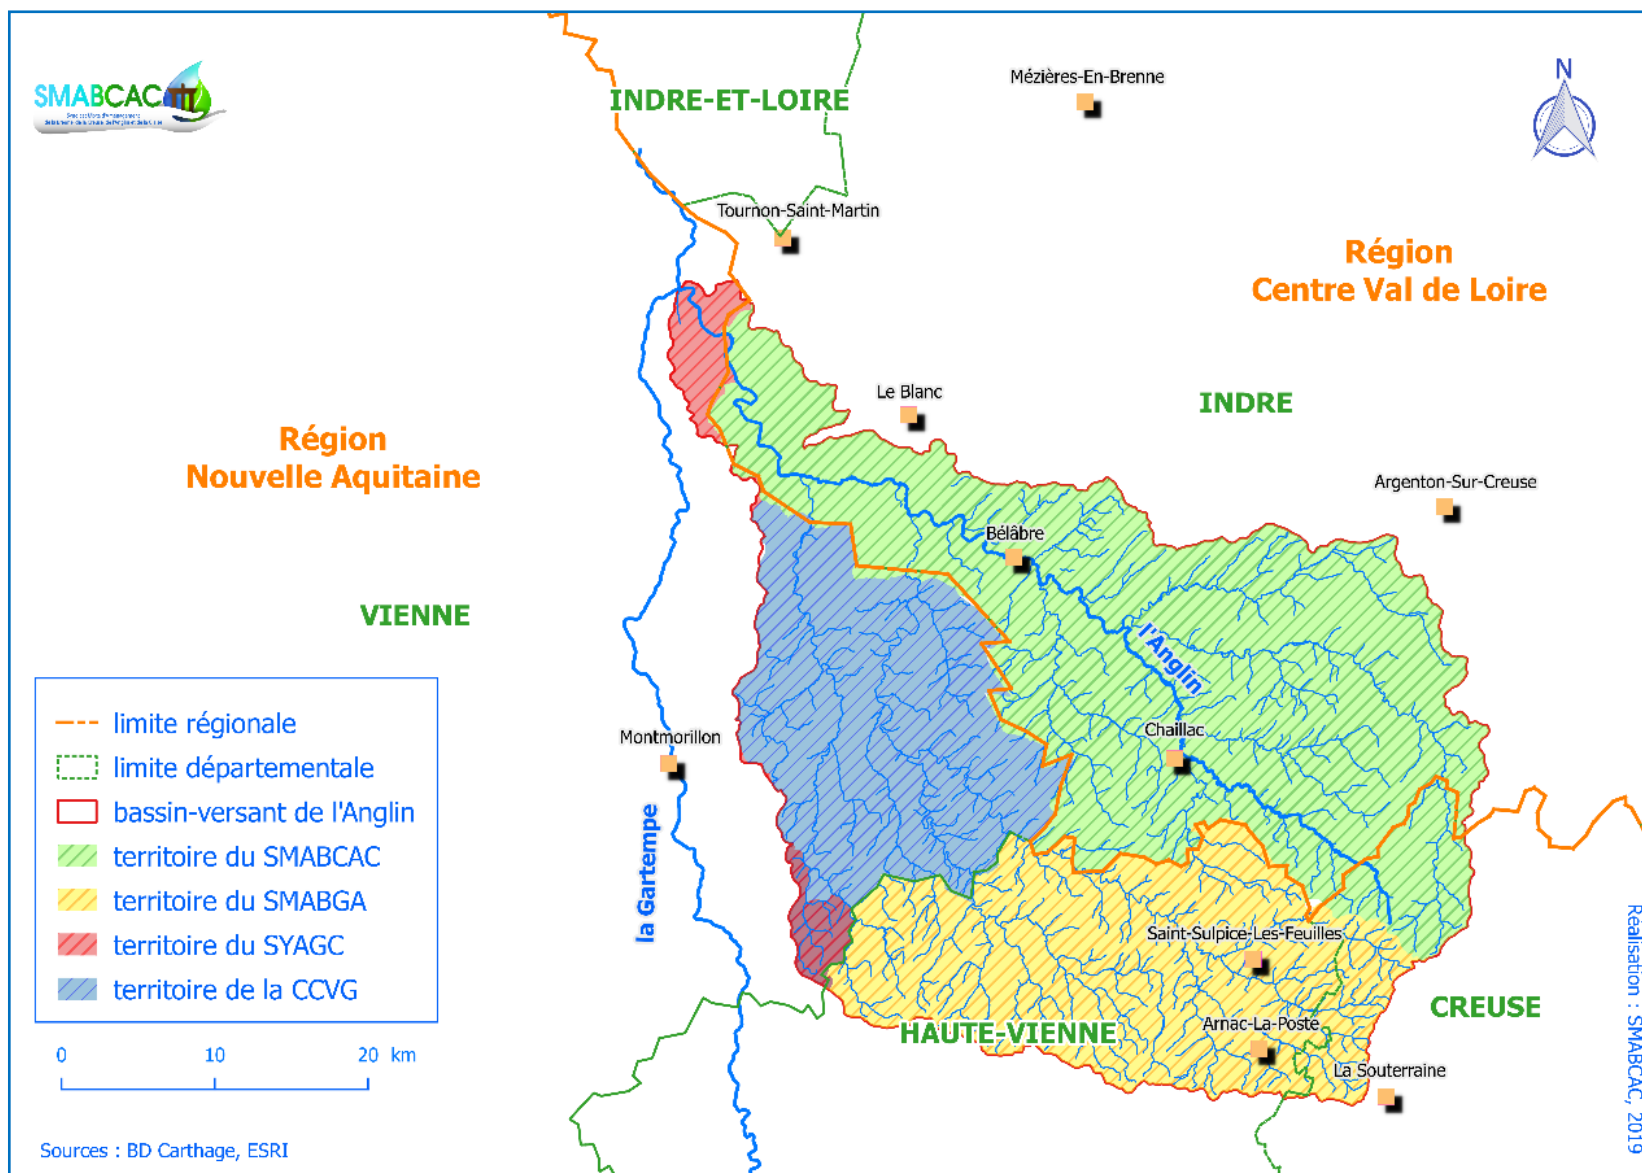 SMABCAC
INDRE-ET-LOIRE
Mézières-En-Brenne
N
Tournon-Saint-Martin
Région
Centre Val de Loire
Le Blanc
INDRE
Région
Nouvelle Aquitaine
Argenton-Sur-Creuse
Bélâbre
VIENNE
l'Anglin
Chaillac
Montmorillon
la Gartempe
limite régionale
limite départementale
bassin-versant de l'Anglin
territoire du SMABCAC
territoire du SMABGA
territoire du SYAGC
territoire de la CCVG
Saint-Sulpice-Les-Feuilles
CREUSE
HAUTE-VIENNE
Arnac-La-Poste
La Souterraine
0 10 20 km
Sources : BD Carthage, ESRI
Réalisation : SMABCAC, 2019